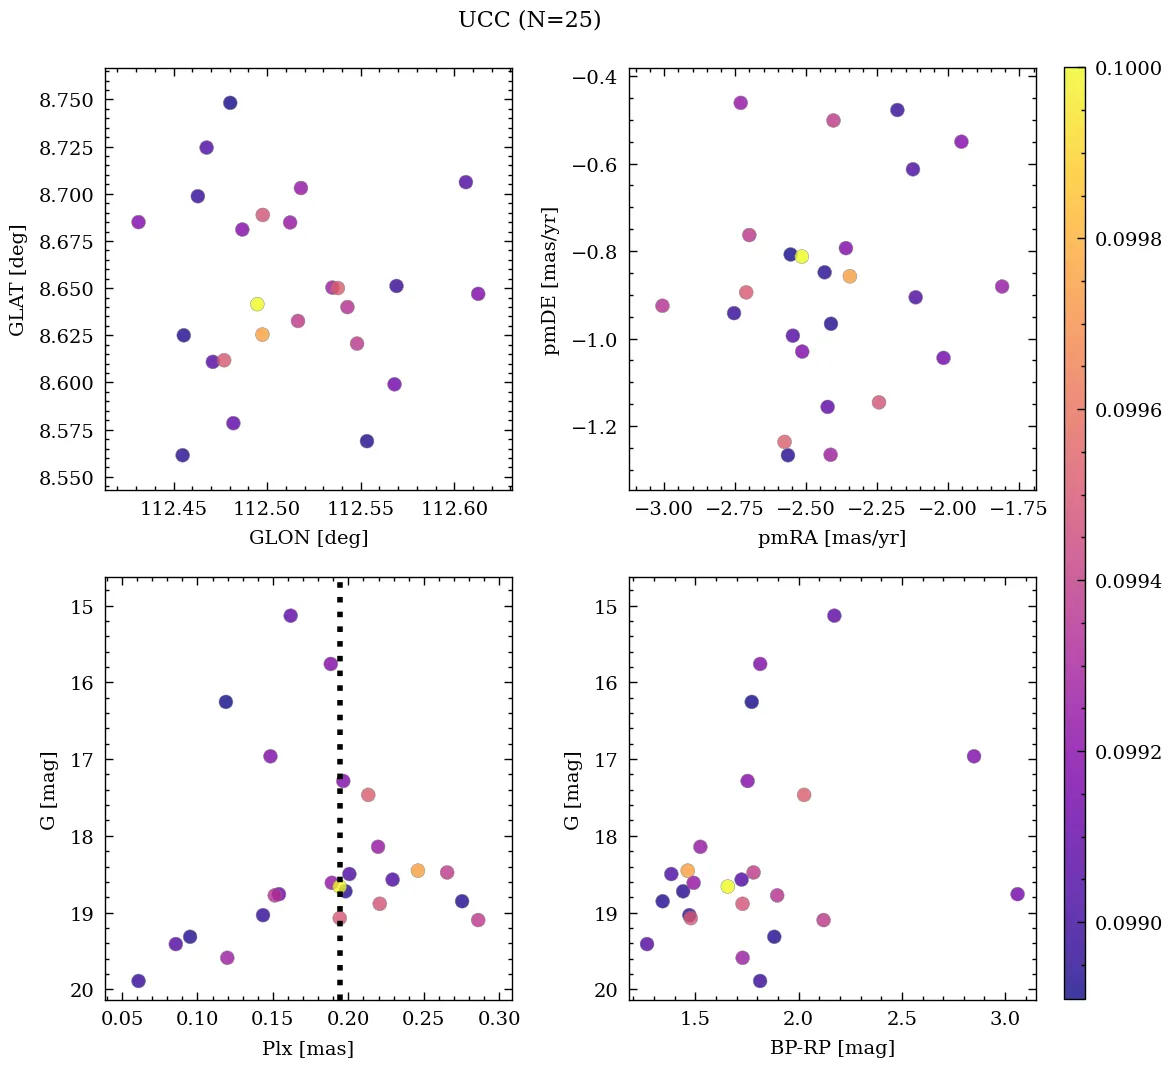 UCC (N=25)
8.750
8.725
8.700
8.675
8.650
8.625
8.600
8.575
8.550
GLAT [deg]
112.45 112.50 112.55 112.60
GLON [deg]
−0.4
−0.6
−0.8
−1.0
−1.2
pmDE [mas/yr]
−3.00 −2.75 −2.50 −2.25 −2.00 −1.75
pmRA [mas/yr]
0.1000
0.0998
0.0996
0.0994
0.0992
0.0990
15
16
17
18
19
20
G [mag]
0.05 0.10 0.15 0.20 0.25 0.30
Plx [mas]
15
16
17
18
19
20
G [mag]
1.5 2.0 2.5 3.0
BP-RP [mag]